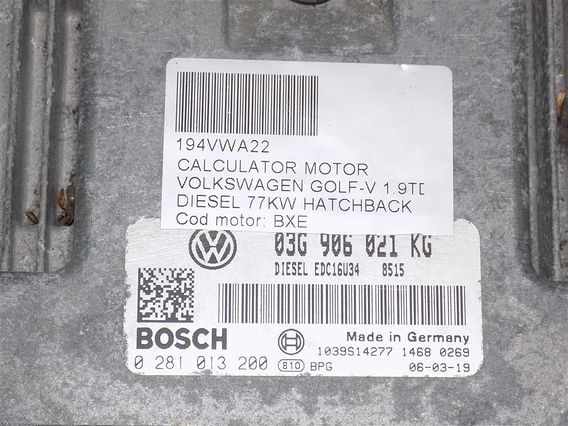 194VWA22
CALCULATOR MOTOR
VOLKSWAGEN GOLF-V 1.9TD
DIESEL 77KW HATCHBACK
Cod motor: BXE
03G 906 021 KG
DIESEL EDC16U34 8515
BOSCH
Made in Germany
1039S14277 1468 0269
0 281 013 200 810 BPG 06-03-19